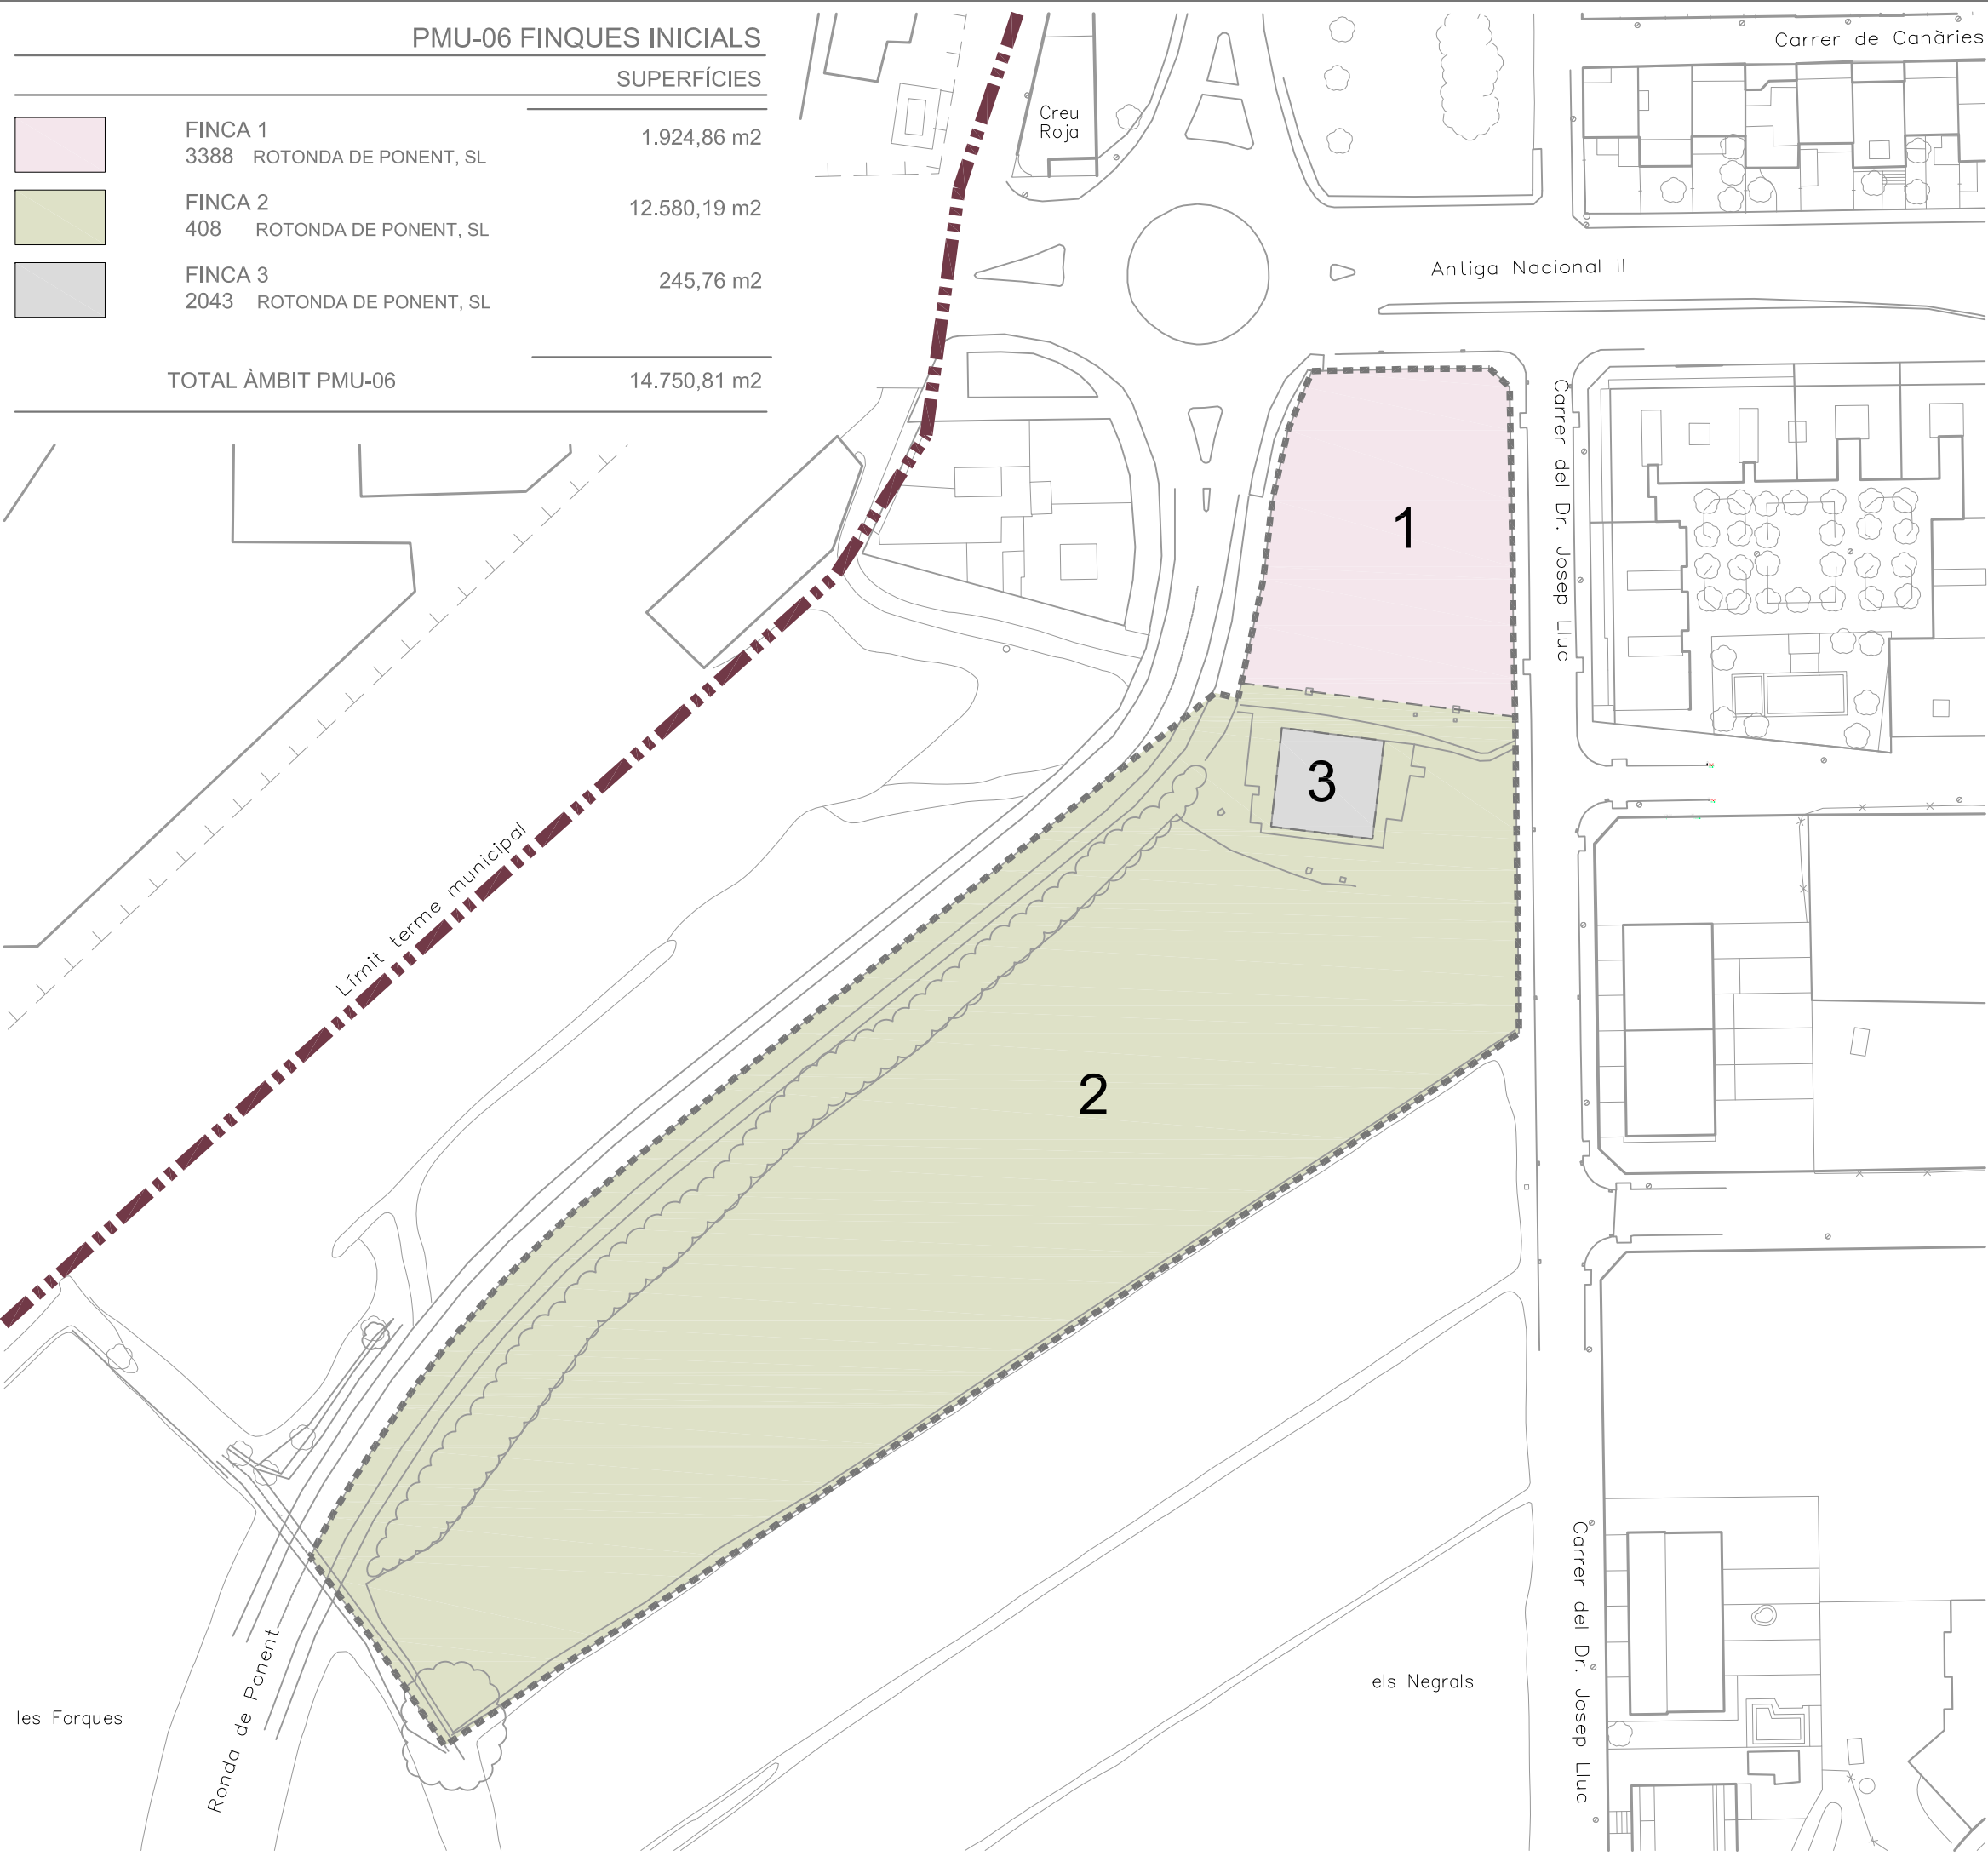 PMU-06 FINQUES INICIALS
SUPERFÍCIES
FINCA 1
3388 ROTONDA DE PONENT, SL
1.924,86 m2
FINCA 2
408 ROTONDA DE PONENT, SL
12.580,19 m2
FINCA 3
2043 ROTONDA DE PONENT, SL
245,76 m2
TOTAL ÀMBIT PMU-06
14.750,81 m2
Creu
Roja
Carrer de Canàries
Antiga Nacional II
Carrer del Dr. Josep Lluc
1
3
2
Límit terme municipal
Carrer del Dr. Josep Lluc
els Negrals
les Forques
Ronda de Ponent